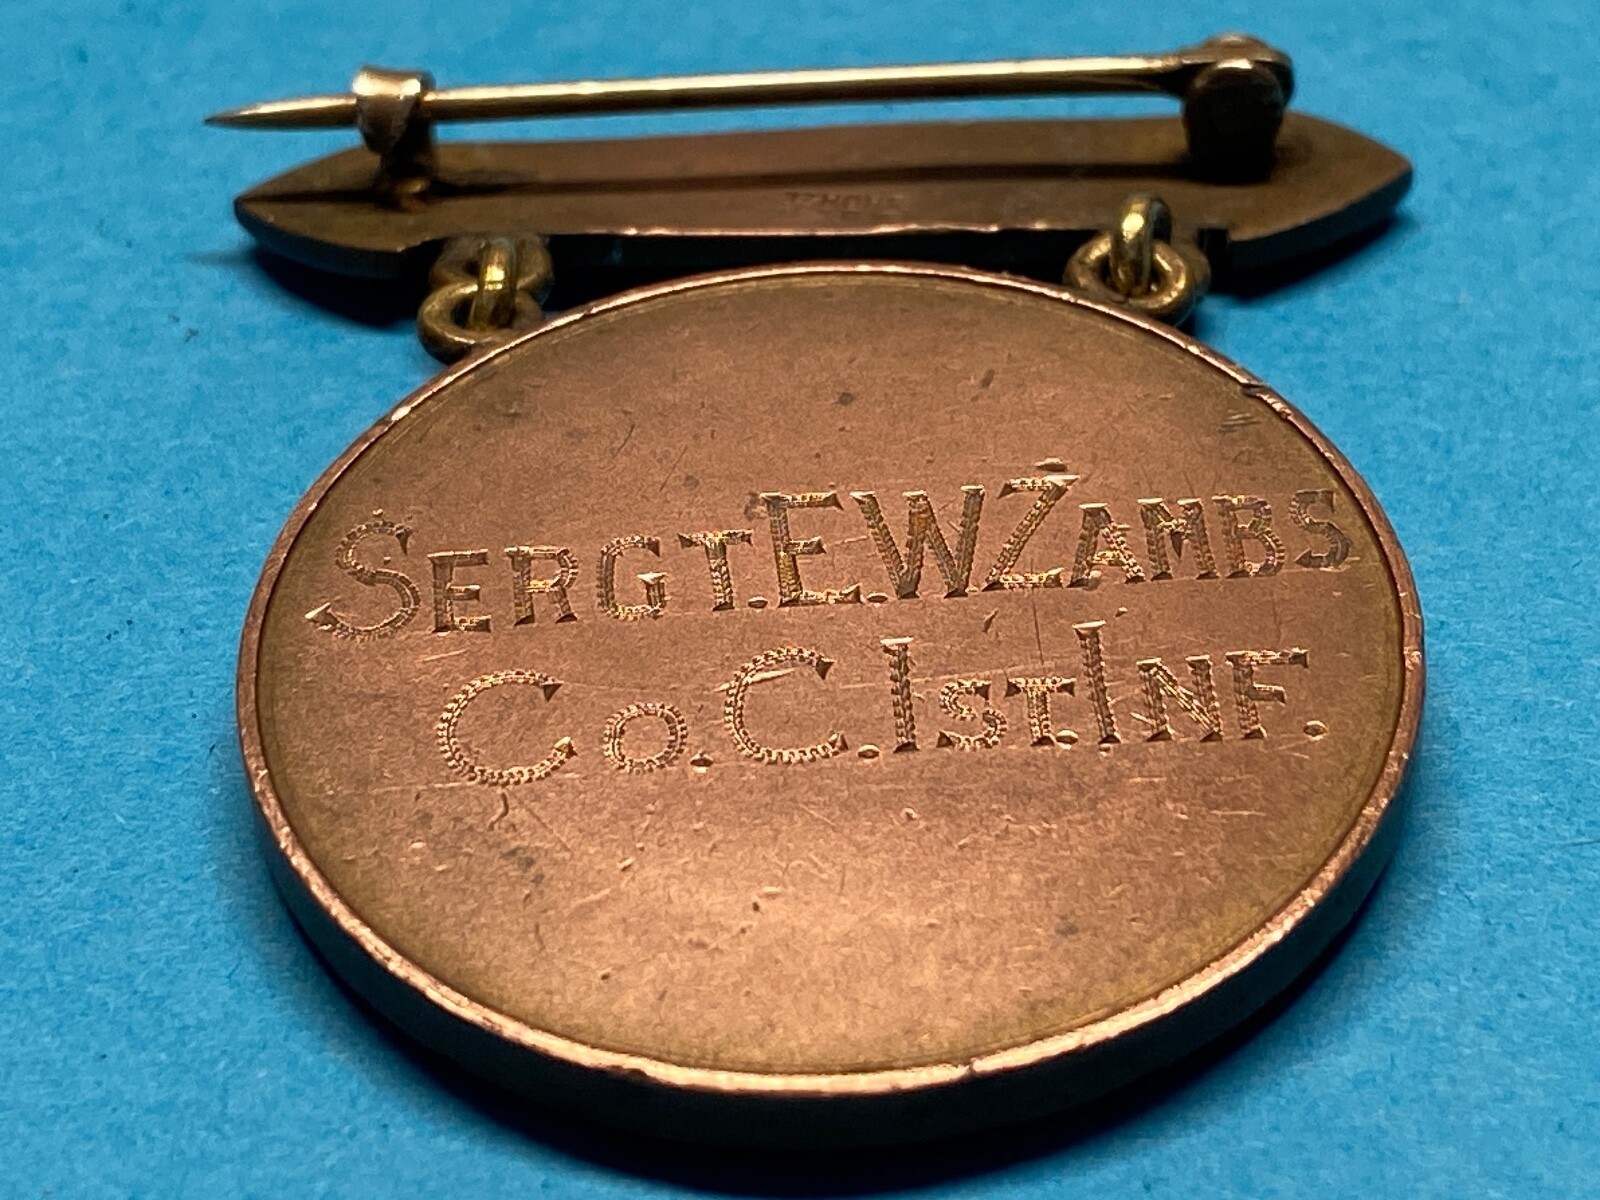 SERGT. E.W. ZAMBS
CO. C. 1ST. INF.